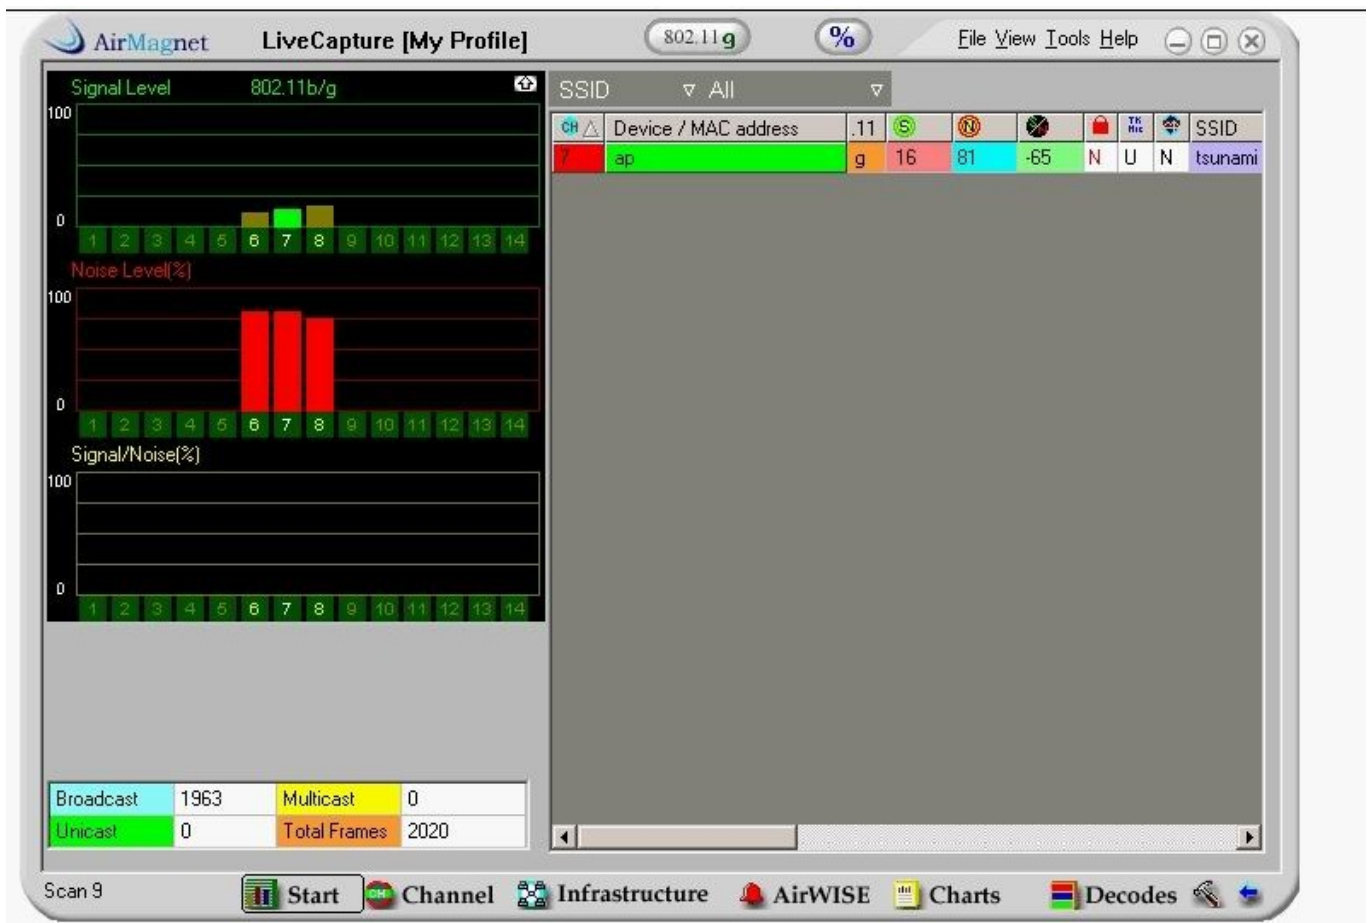 AirMagnet LiveCapture [My Profile] 802.11g % File View Tools Help
Signal Level 802.11b/g
100
0
1 2 3 4 5 6 7 8 9 10 11 12 13 14
Noise Level(%)
100
0
1 2 3 4 5 6 7 8 9 10 11 12 13 14
Signal/Noise(%)
100
0
1 2 3 4 5 6 7 8 9 10 11 12 13 14
SSID All
CH Device / MAC address .11 S N SSID
7 ap g 16 81 -65 N U N tsunami
Broadcast 1963 Multicast 0
Unicast 0 Total Frames 2020
Scan 9 Start CH Channel Infrastructure AirWISE Charts Decodes